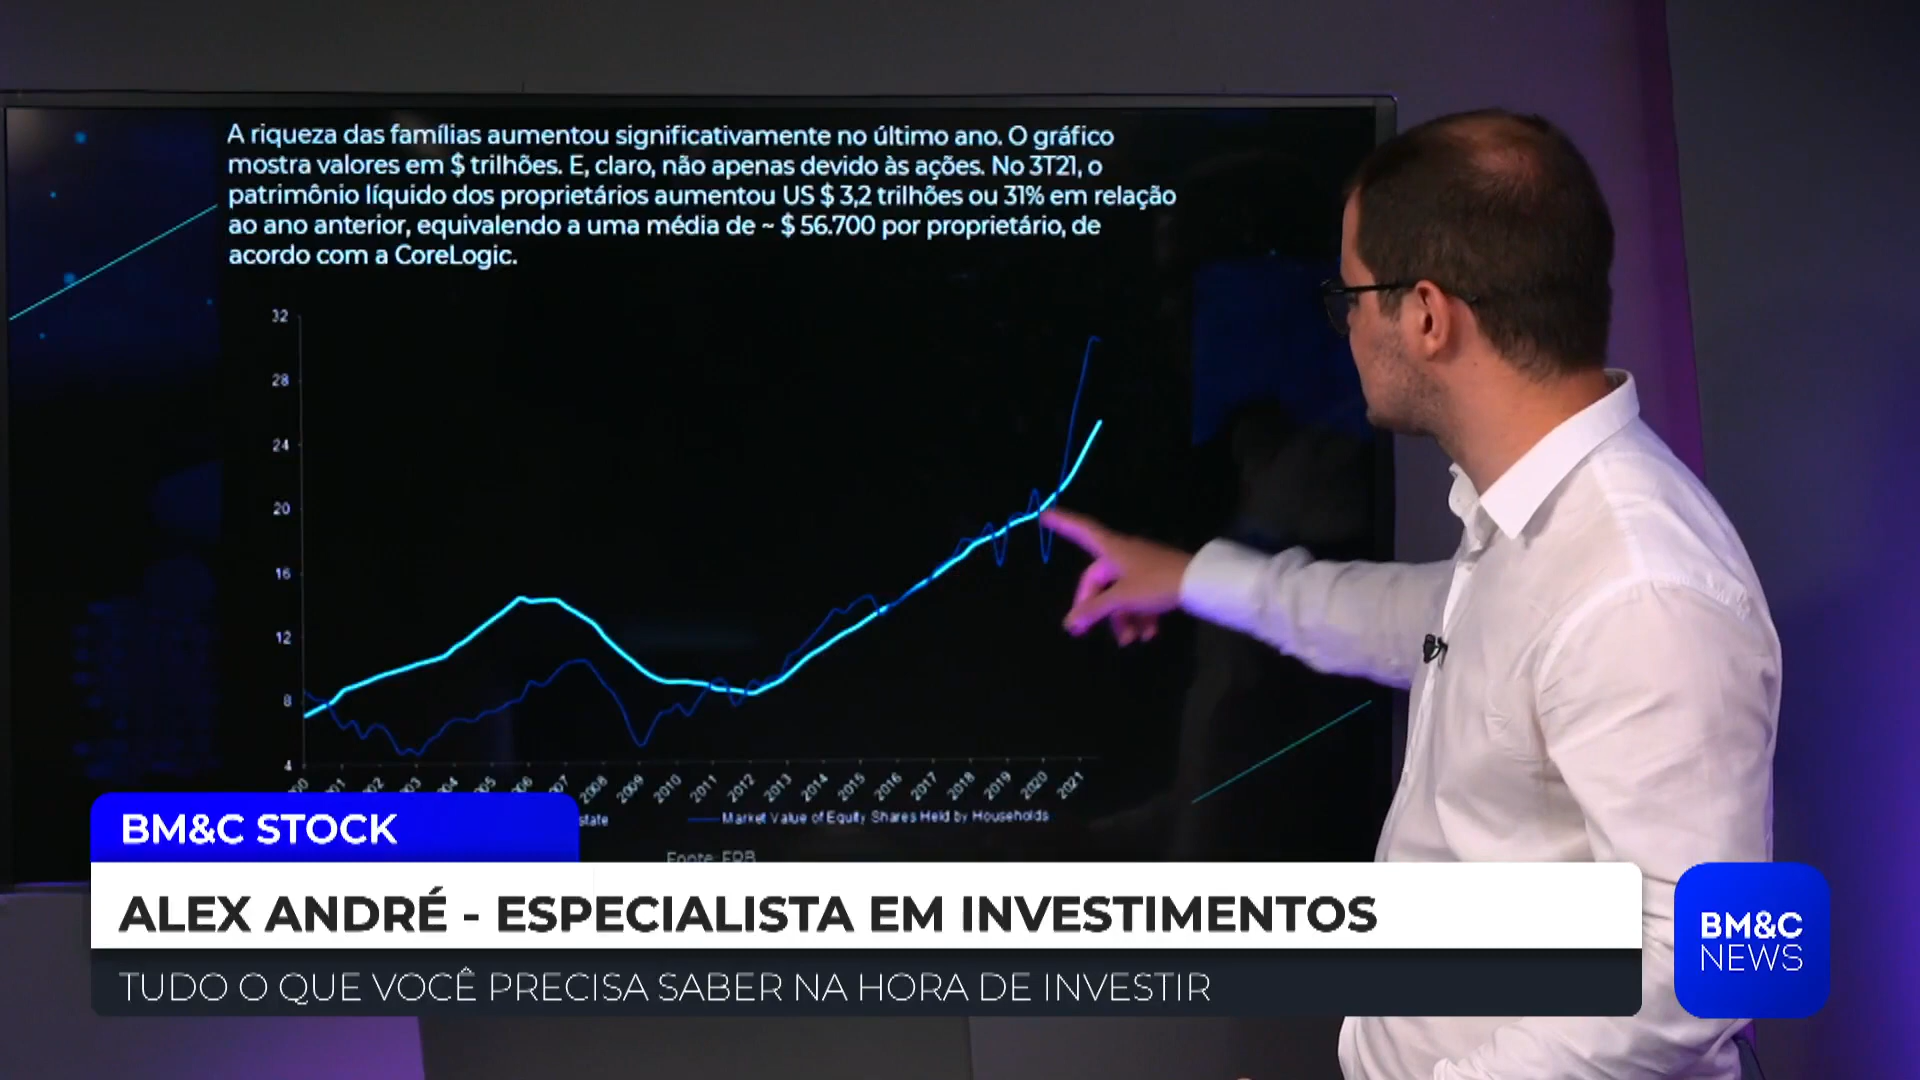 A riqueza das famílias aumentou significativamente no último ano. O gráfico
mostra valores em $ trilhões. E, claro, não apenas devido às ações. No 3T21, o
patrimônio líquido dos proprietários aumentou US $ 3,2 trilhões ou 31% em relação
ao ano anterior, equivalendo a uma média de ~ $ 56.700 por proprietário, de
acordo com a CoreLogic.
32
28
24
20
16
12
8
4
2008 2009 2010 2011 2012 2013 2014 2015 2016 2017 2018 2019 2020 2021
Market Value of Equity Shares Held by Households
Fonte: FRB
BM&C STOCK
ALEX ANDRÉ - ESPECIALISTA EM INVESTIMENTOS
TUDO O QUE VOCÊ PRECISA SABER NA HORA DE INVESTIR
BM&C
NEWS